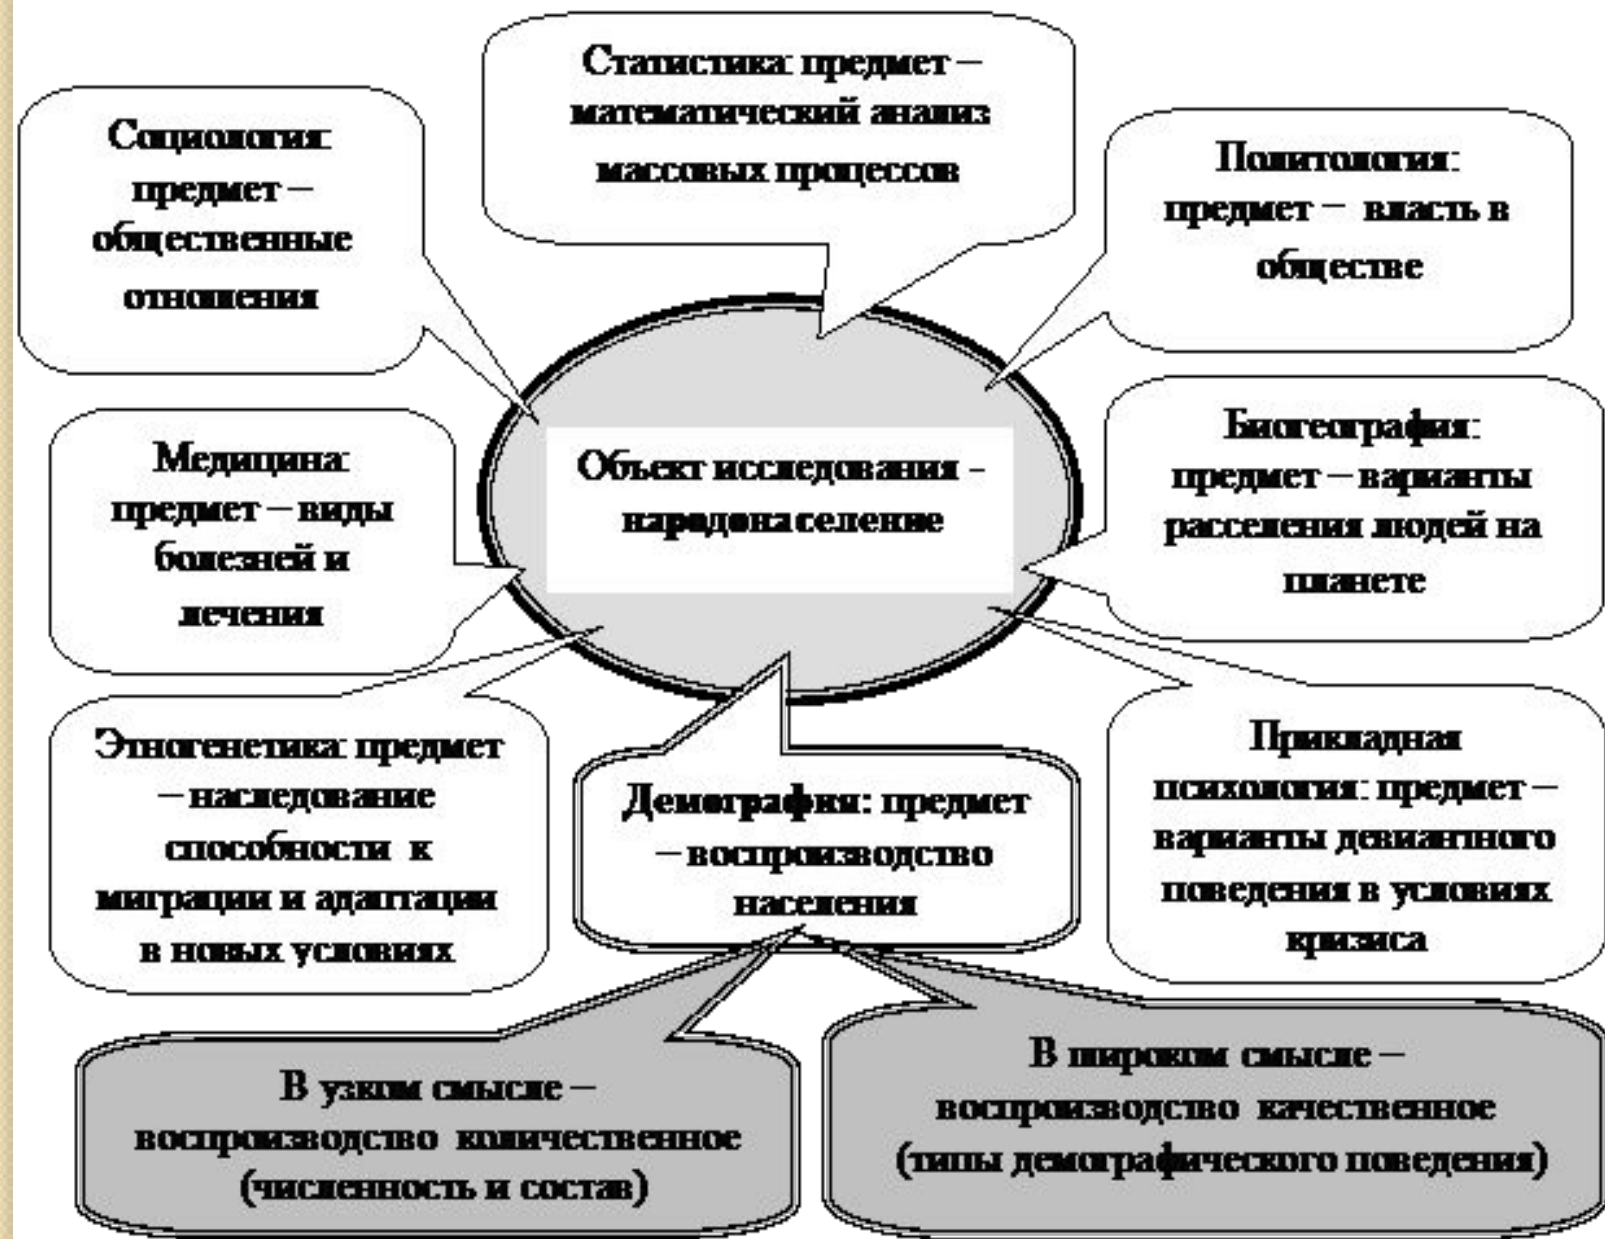 Статистика: предмет –
математический анализ
массовых процессов
Социология:
предмет –
общественные
отношения
Политология:
предмет – власть в
обществе
Медицина:
предмет – виды
болезней и
лечения
Объект исследования -
народонаселение
Биогеография:
предмет – варианты
расселения людей на
планете
Этногенетика: предмет
– наследование
способности к
миграции и адаптации
в новых условиях
Демография: предмет
– воспроизводство
населения
Прикладная
психология: предмет –
варианты девиантного
поведения в условиях
кризиса
В узком смысле –
воспроизводство количественное
(численность и состав)
В широком смысле –
воспроизводство качественное
(типы демографического поведения)